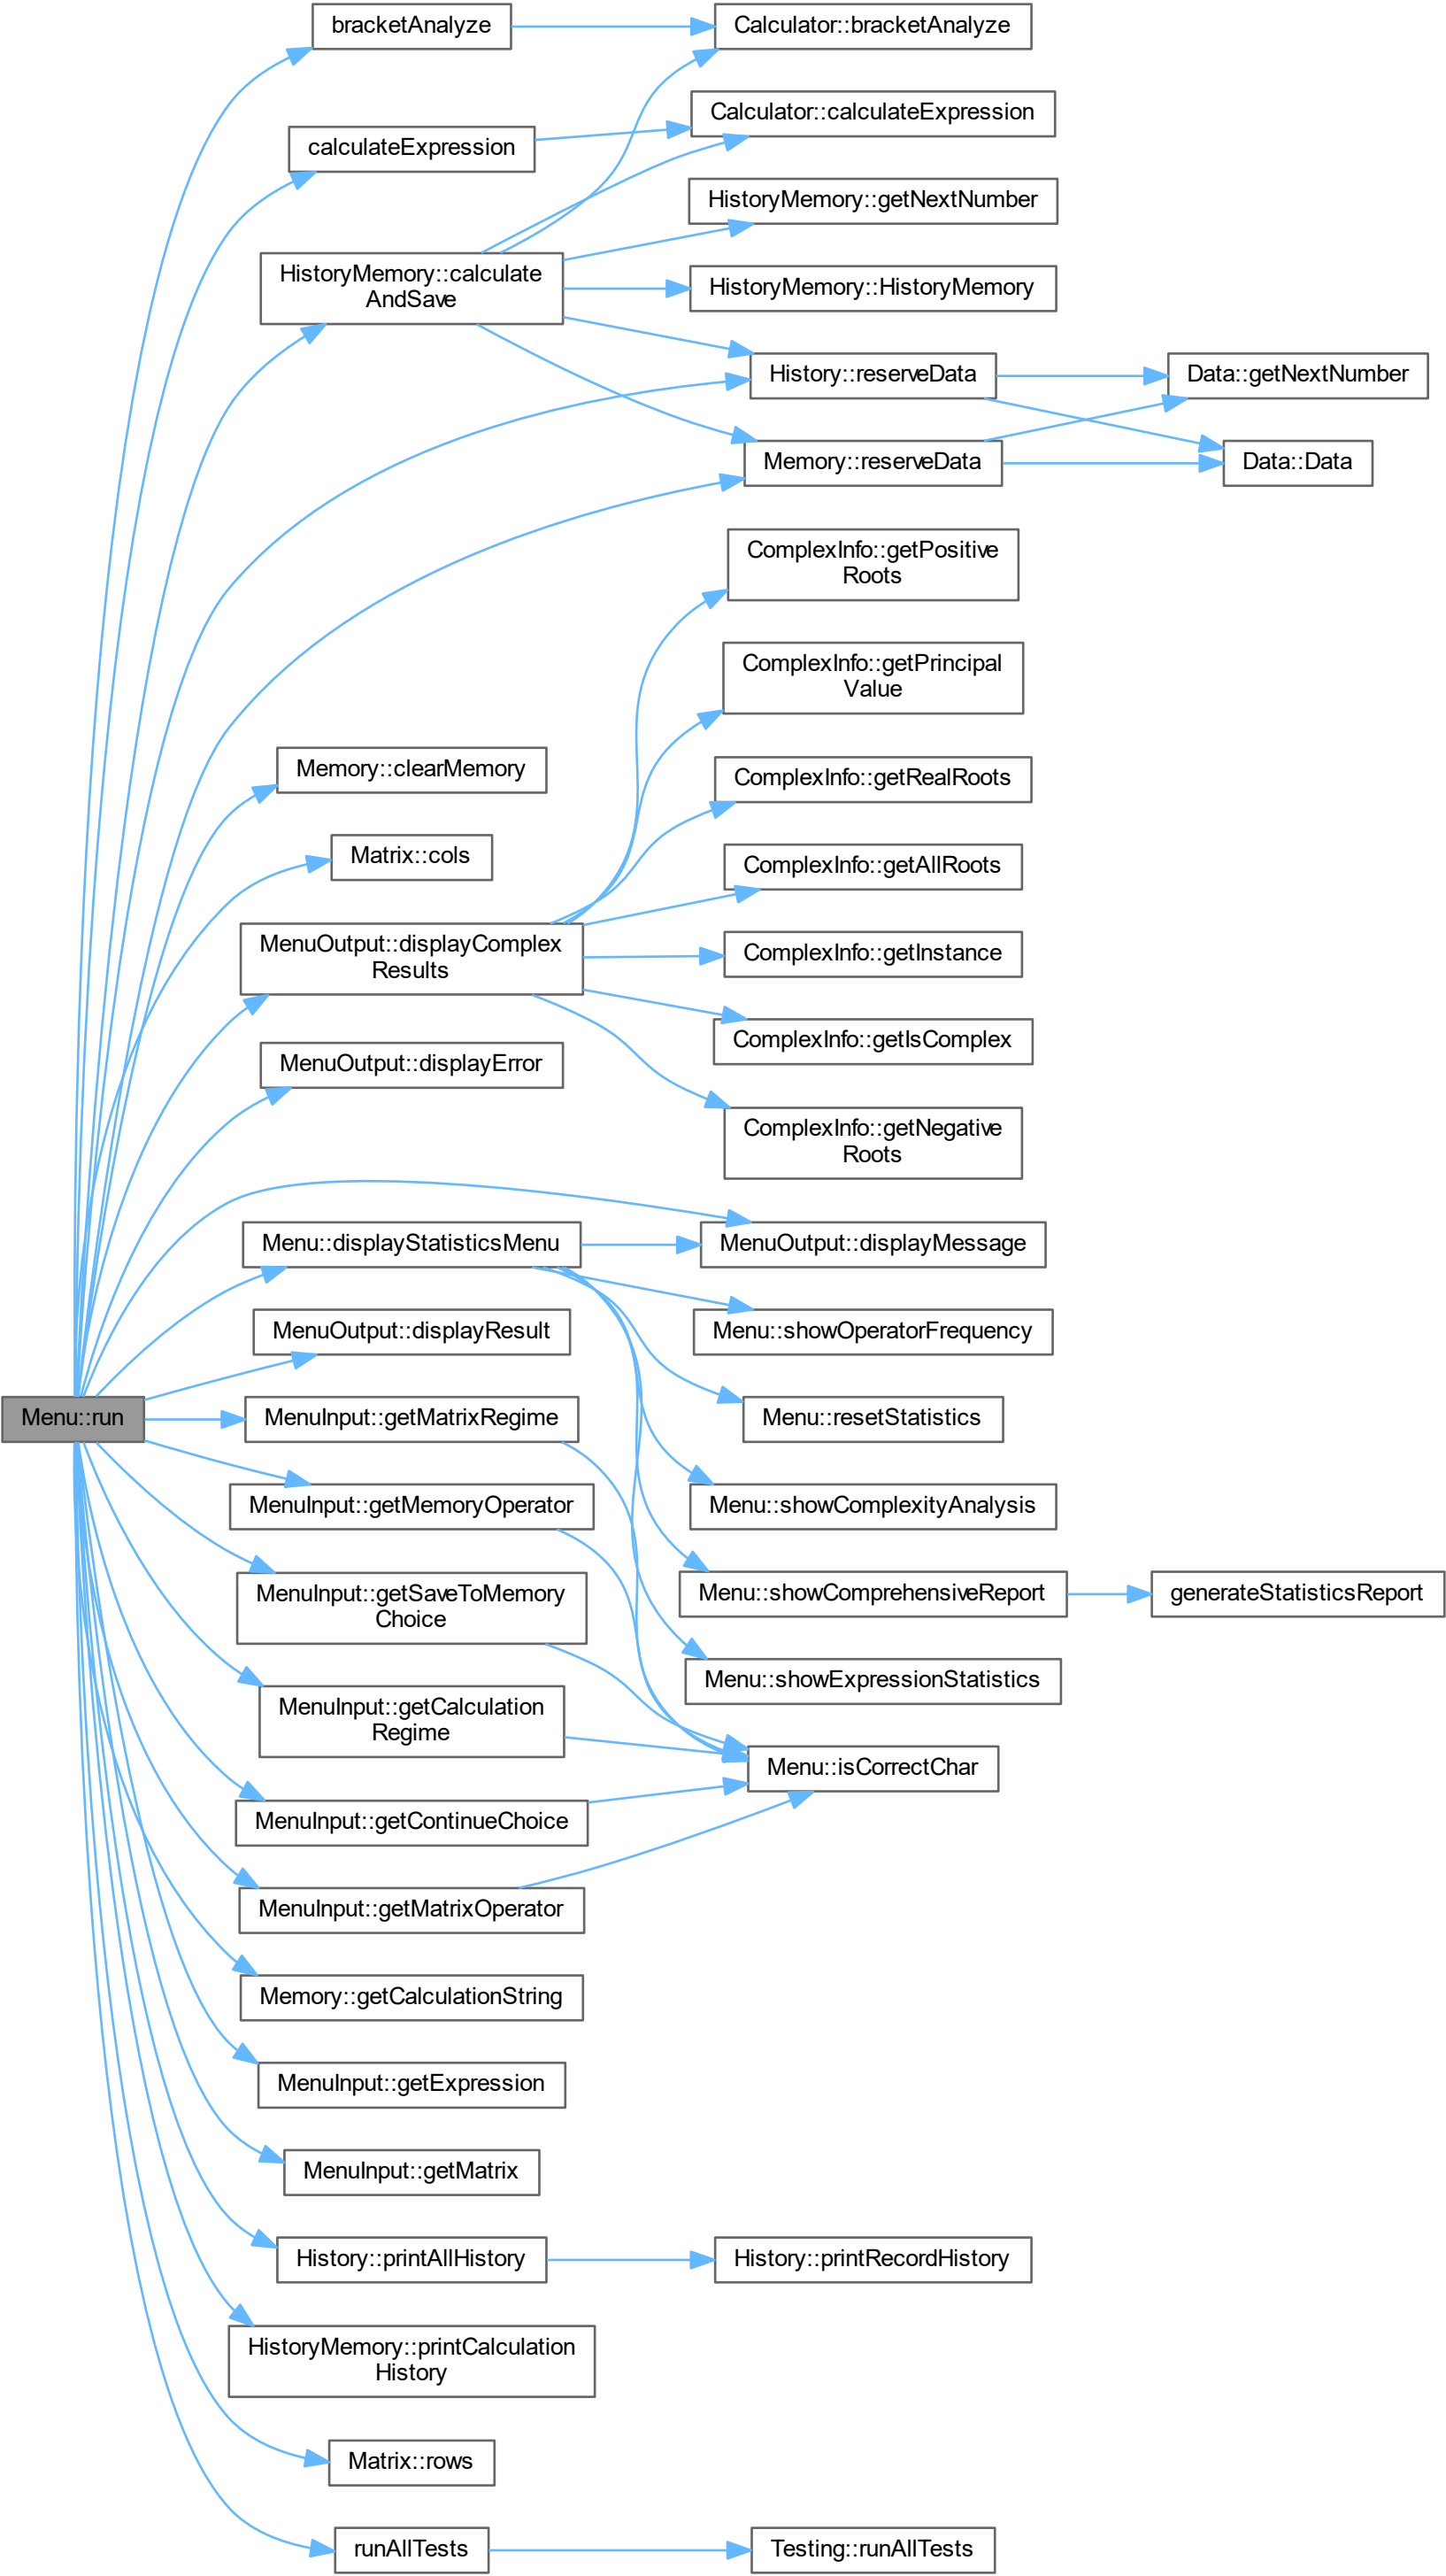 Menu::run
bracketAnalyze
calculateExpression
HistoryMemory::calculate
AndSave
Memory::clearMemory
Matrix::cols
MenuOutput::displayComplex
Results
MenuOutput::displayError
Menu::displayStatisticsMenu
MenuOutput::displayResult
MenuInput::getMatrixRegime
MenuInput::getMemoryOperator
MenuInput::getSaveToMemory
Choice
MenuInput::getCalculation
Regime
MenuInput::getContinueChoice
MenuInput::getMatrixOperator
Memory::getCalculationString
MenuInput::getExpression
MenuInput::getMatrix
History::printAllHistory
HistoryMemory::printCalculation
History
Matrix::rows
runAllTests
Calculator::bracketAnalyze
Calculator::calculateExpression
HistoryMemory::getNextNumber
HistoryMemory::HistoryMemory
History::reserveData
Memory::reserveData
ComplexInfo::getPositive
Roots
ComplexInfo::getPrincipal
Value
ComplexInfo::getRealRoots
ComplexInfo::getAllRoots
ComplexInfo::getInstance
ComplexInfo::getIsComplex
ComplexInfo::getNegative
Roots
MenuOutput::displayMessage
Menu::showOperatorFrequency
Menu::resetStatistics
Menu::showComplexityAnalysis
Menu::showComprehensiveReport
Menu::showExpressionStatistics
Menu::isCorrectChar
History::printRecordHistory
Testing::runAllTests
Data::getNextNumber
Data::Data
generateStatisticsReport